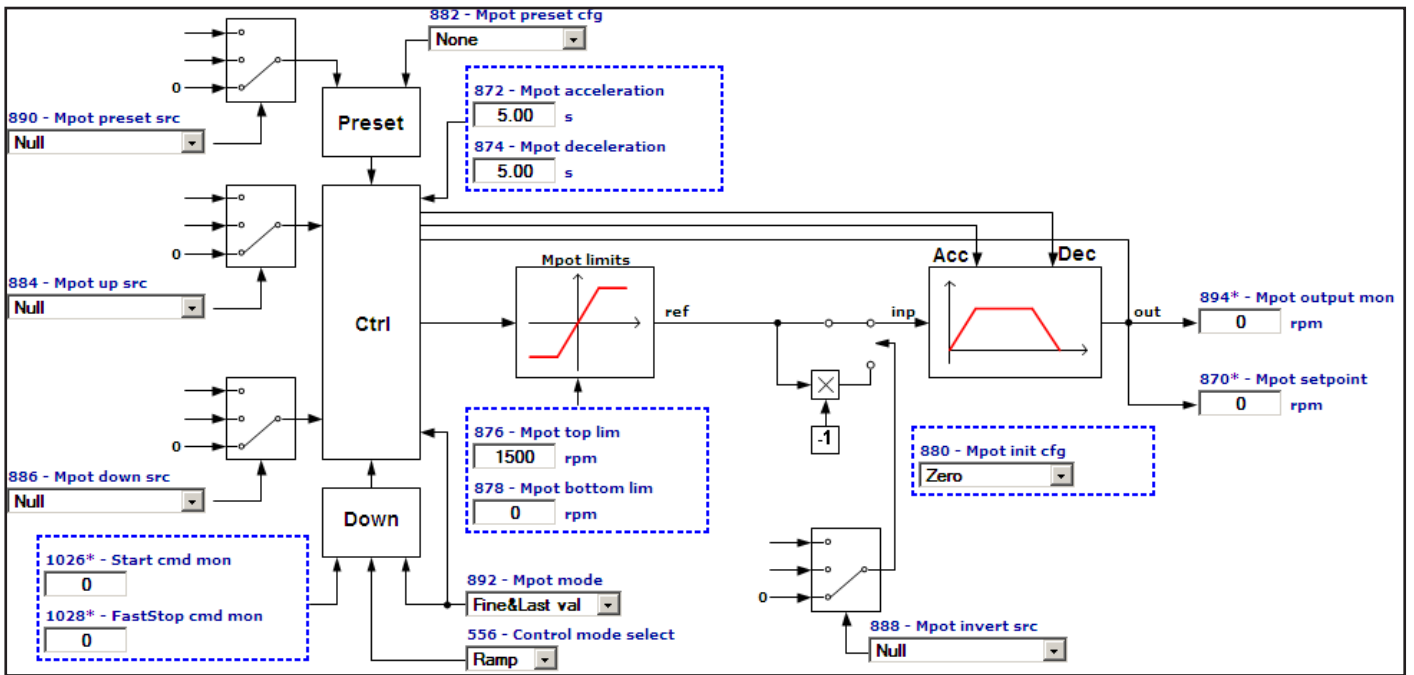 882 - Mpot preset cfg
None
0
890 - Mpot preset src
Null
Preset
872 - Mpot acceleration
5.00 s
874 - Mpot deceleration
5.00 s
0
884 - Mpot up src
Null
Ctrl
Mpot limits
ref
inp
Acc
Dec
out
894* - Mpot output mon
0 rpm
870* - Mpot setpoint
0 rpm
-1
876 - Mpot top lim
1500 rpm
878 - Mpot bottom lim
0 rpm
880 - Mpot init cfg
Zero
0
886 - Mpot down src
Null
Down
1026* - Start cmd mon
0
1028* - FastStop cmd mon
0
892 - Mpot mode
Fine&Last val
556 - Control mode select
Ramp
0
888 - Mpot invert src
Null